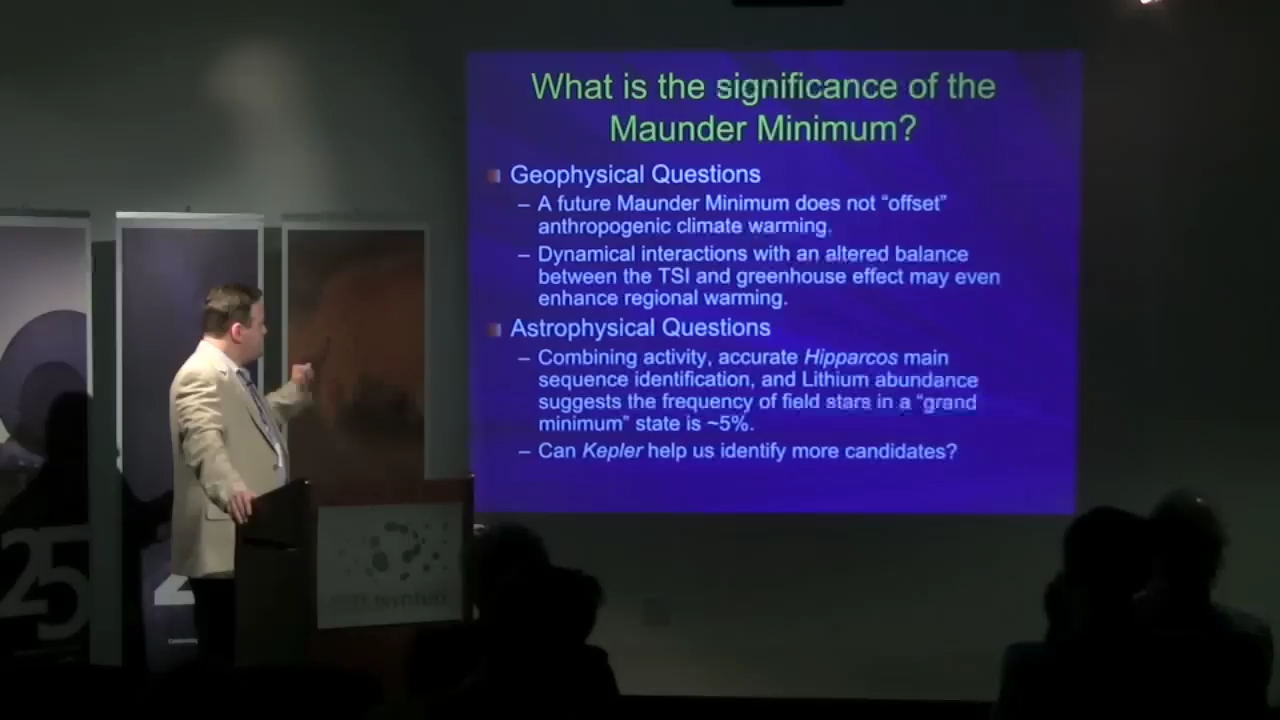 What is the significance of the
Maunder Minimum?
Geophysical Questions
– A future Maunder Minimum does not “offset”
anthropogenic climate warming.
– Dynamical interactions with an altered balance
between the TSI and greenhouse effect may even
enhance regional warming.
Astrophysical Questions
– Combining activity, accurate Hipparcos main
sequence identification, and Lithium abundance
suggests the frequency of field stars in a “grand
minimum” state is ~5%.
– Can Kepler help us identify more candidates?
25
SETI INSTITUTE